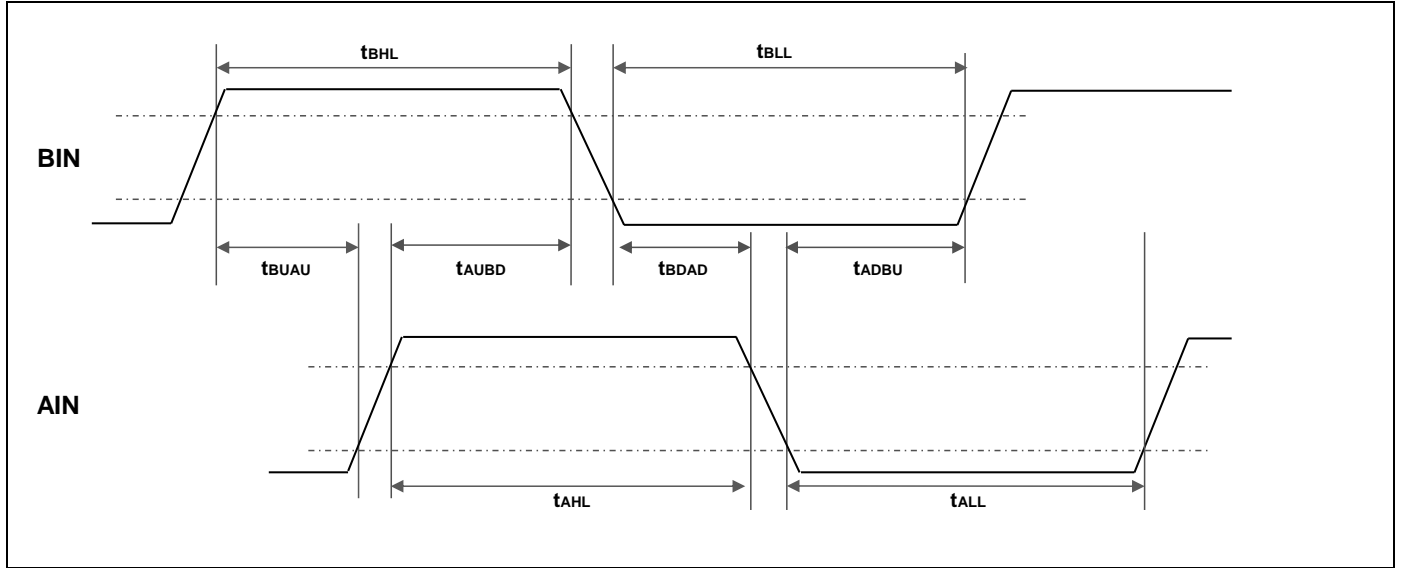 tBHL
tBLL
BIN
tBUAU
tAUBD
tBDAD
tADBU
AIN
tAHL
tALL